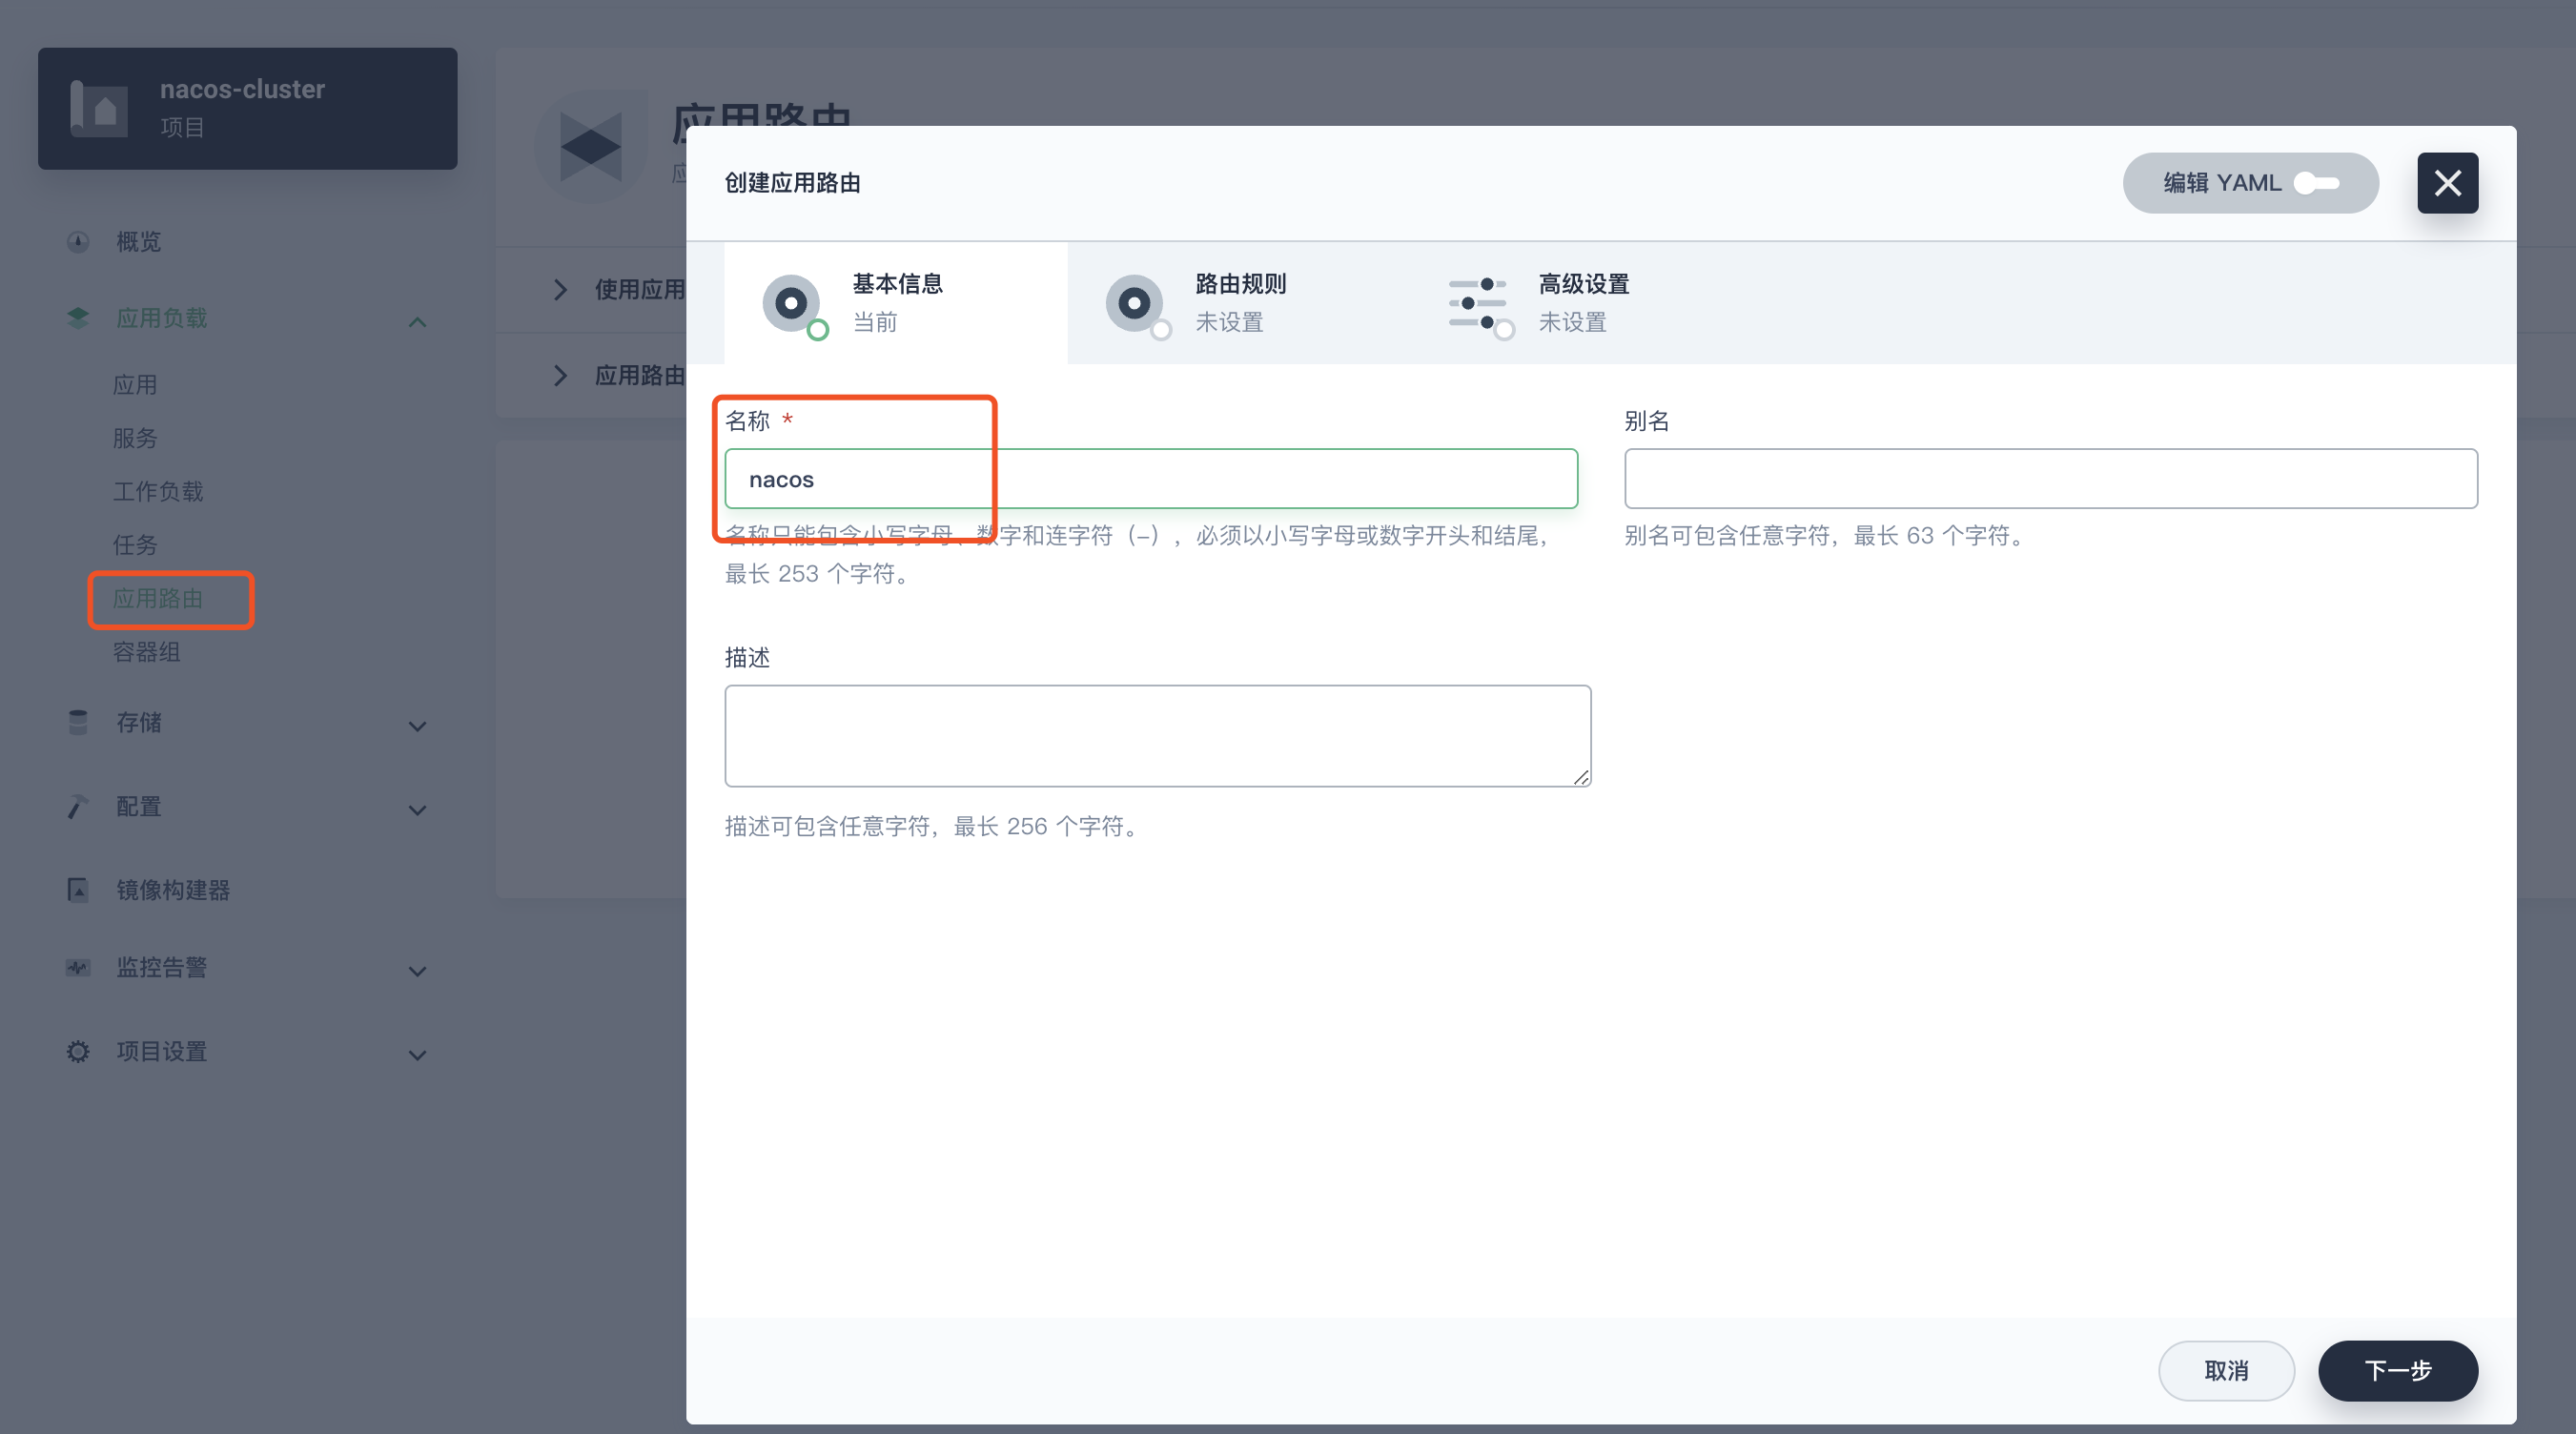 nacos-cluster
项目
概览
应用负载
应用
服务
工作负载
任务
应用路由
容器组
存储
配置
镜像构建器
监控告警
项目设置
应用路由
应
使用应用
应用路由
创建应用路由
编辑 YAML
基本信息
当前
路由规则
未设置
高级设置
未设置
名称 *
nacos
名称只能包含小写字母、数字和连字符（-），必须以小写字母或数字开头和结尾，
最长 253 个字符。
别名
别名可包含任意字符，最长 63 个字符。
描述
描述可包含任意字符，最长 256 个字符。
取消
下一步